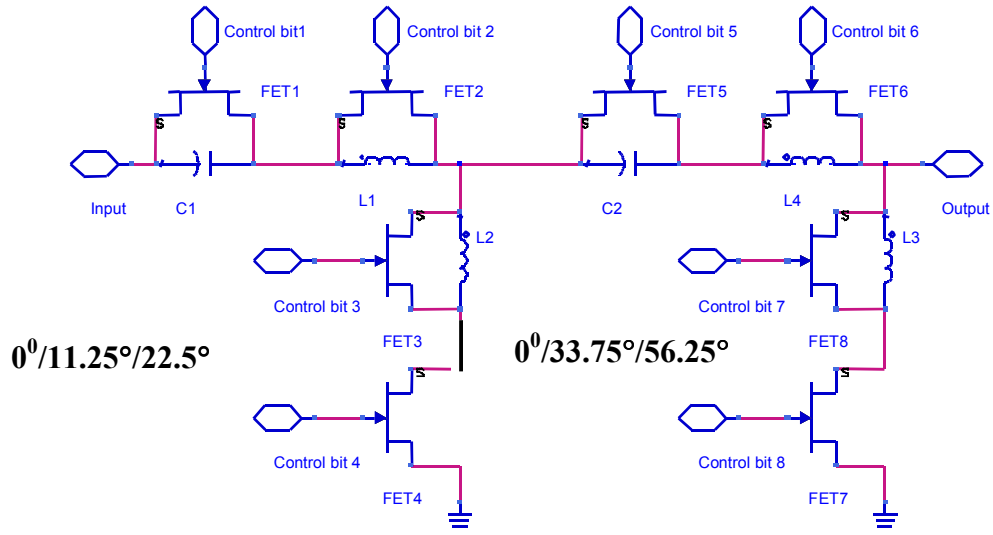 Control bit1
Control bit 2
Control bit 5
Control bit 6
FET1
FET2
FET5
FET6
S
S
S
S
Input
C1
L1
C2
L4
Output
S
L2
S
L3
Control bit 3
Control bit 7
FET3
FET8
0⁰/11.25°/22.5°
0⁰/33.75°/56.25°
S
S
Control bit 4
Control bit 8
FET4
FET7